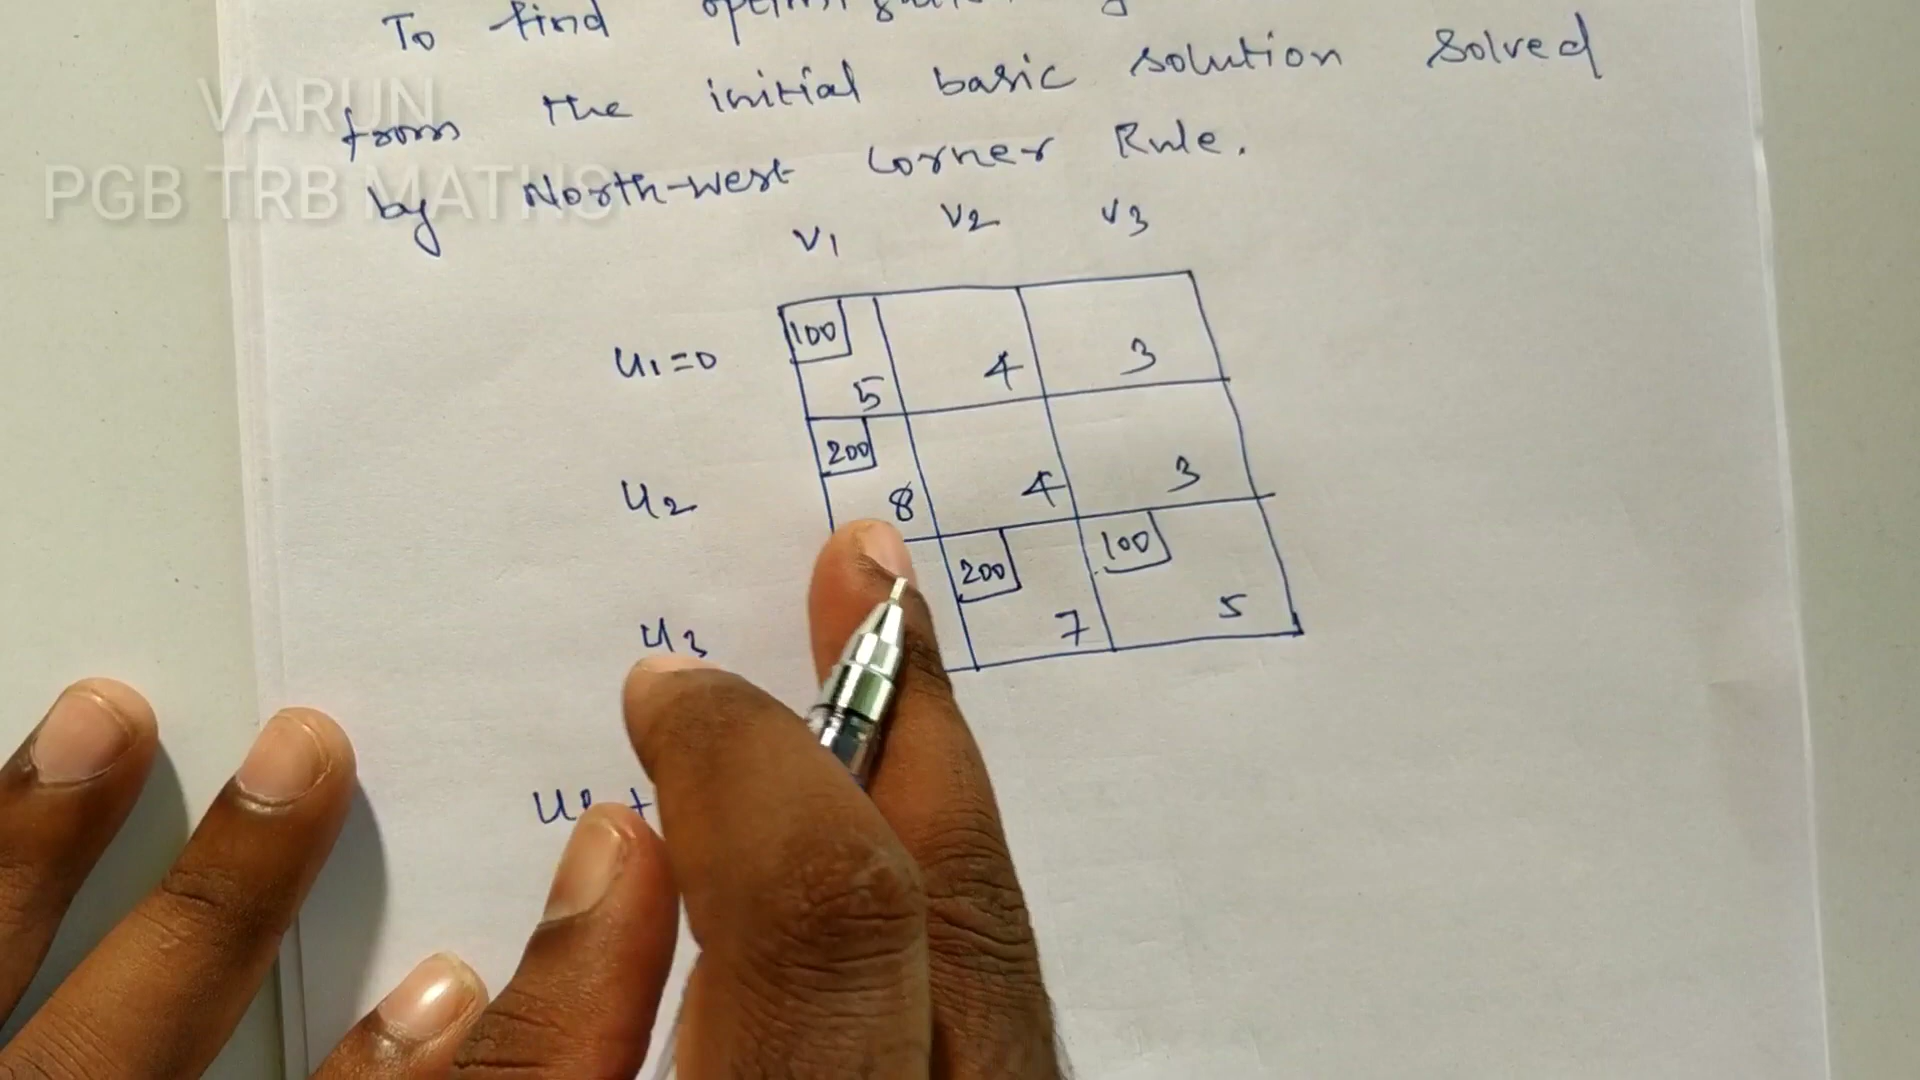 To find
from the initial basic solution solved
by North-west Corner Rule.
VARUN
PGB TRB MATHS
V1 V2 V3
U1=0 100 5 4 3
U2 200 8 4 3
U3 200 7 100 5
+